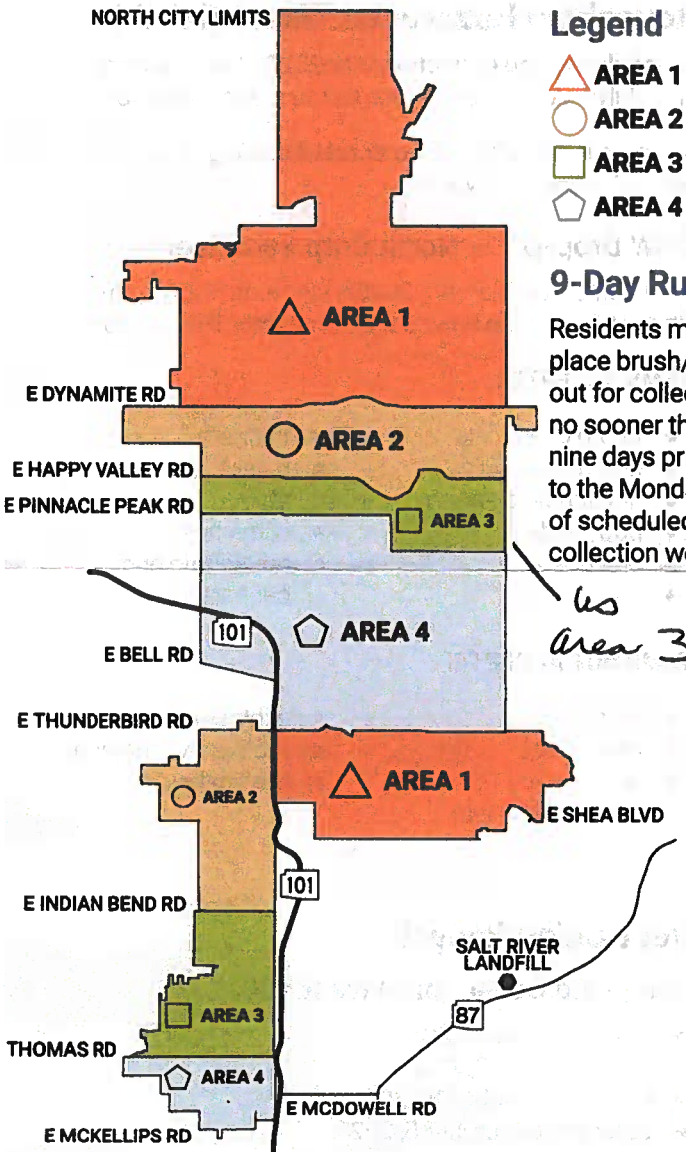 NORTH CITY LIMITS
Legend
AREA 1
AREA 2
AREA 3
AREA 4
AREA 1
9-Day Ru
Residents m
place brush/
out for collec
no sooner th
nine days pr
to the Mond
of scheduled
collection we
E DYNAMITE RD
AREA 2
E HAPPY VALLEY RD
E PINNACLE PEAK RD
AREA 3
us
area 3
101
AREA 4
E BELL RD
E THUNDERBIRD RD
AREA 1
AREA 2
E SHEA BLVD
101
E INDIAN BEND RD
SALT RIVER
LANDFILL
87
AREA 3
THOMAS RD
AREA 4
E MCDOWELL RD
E MCKELLIPS RD